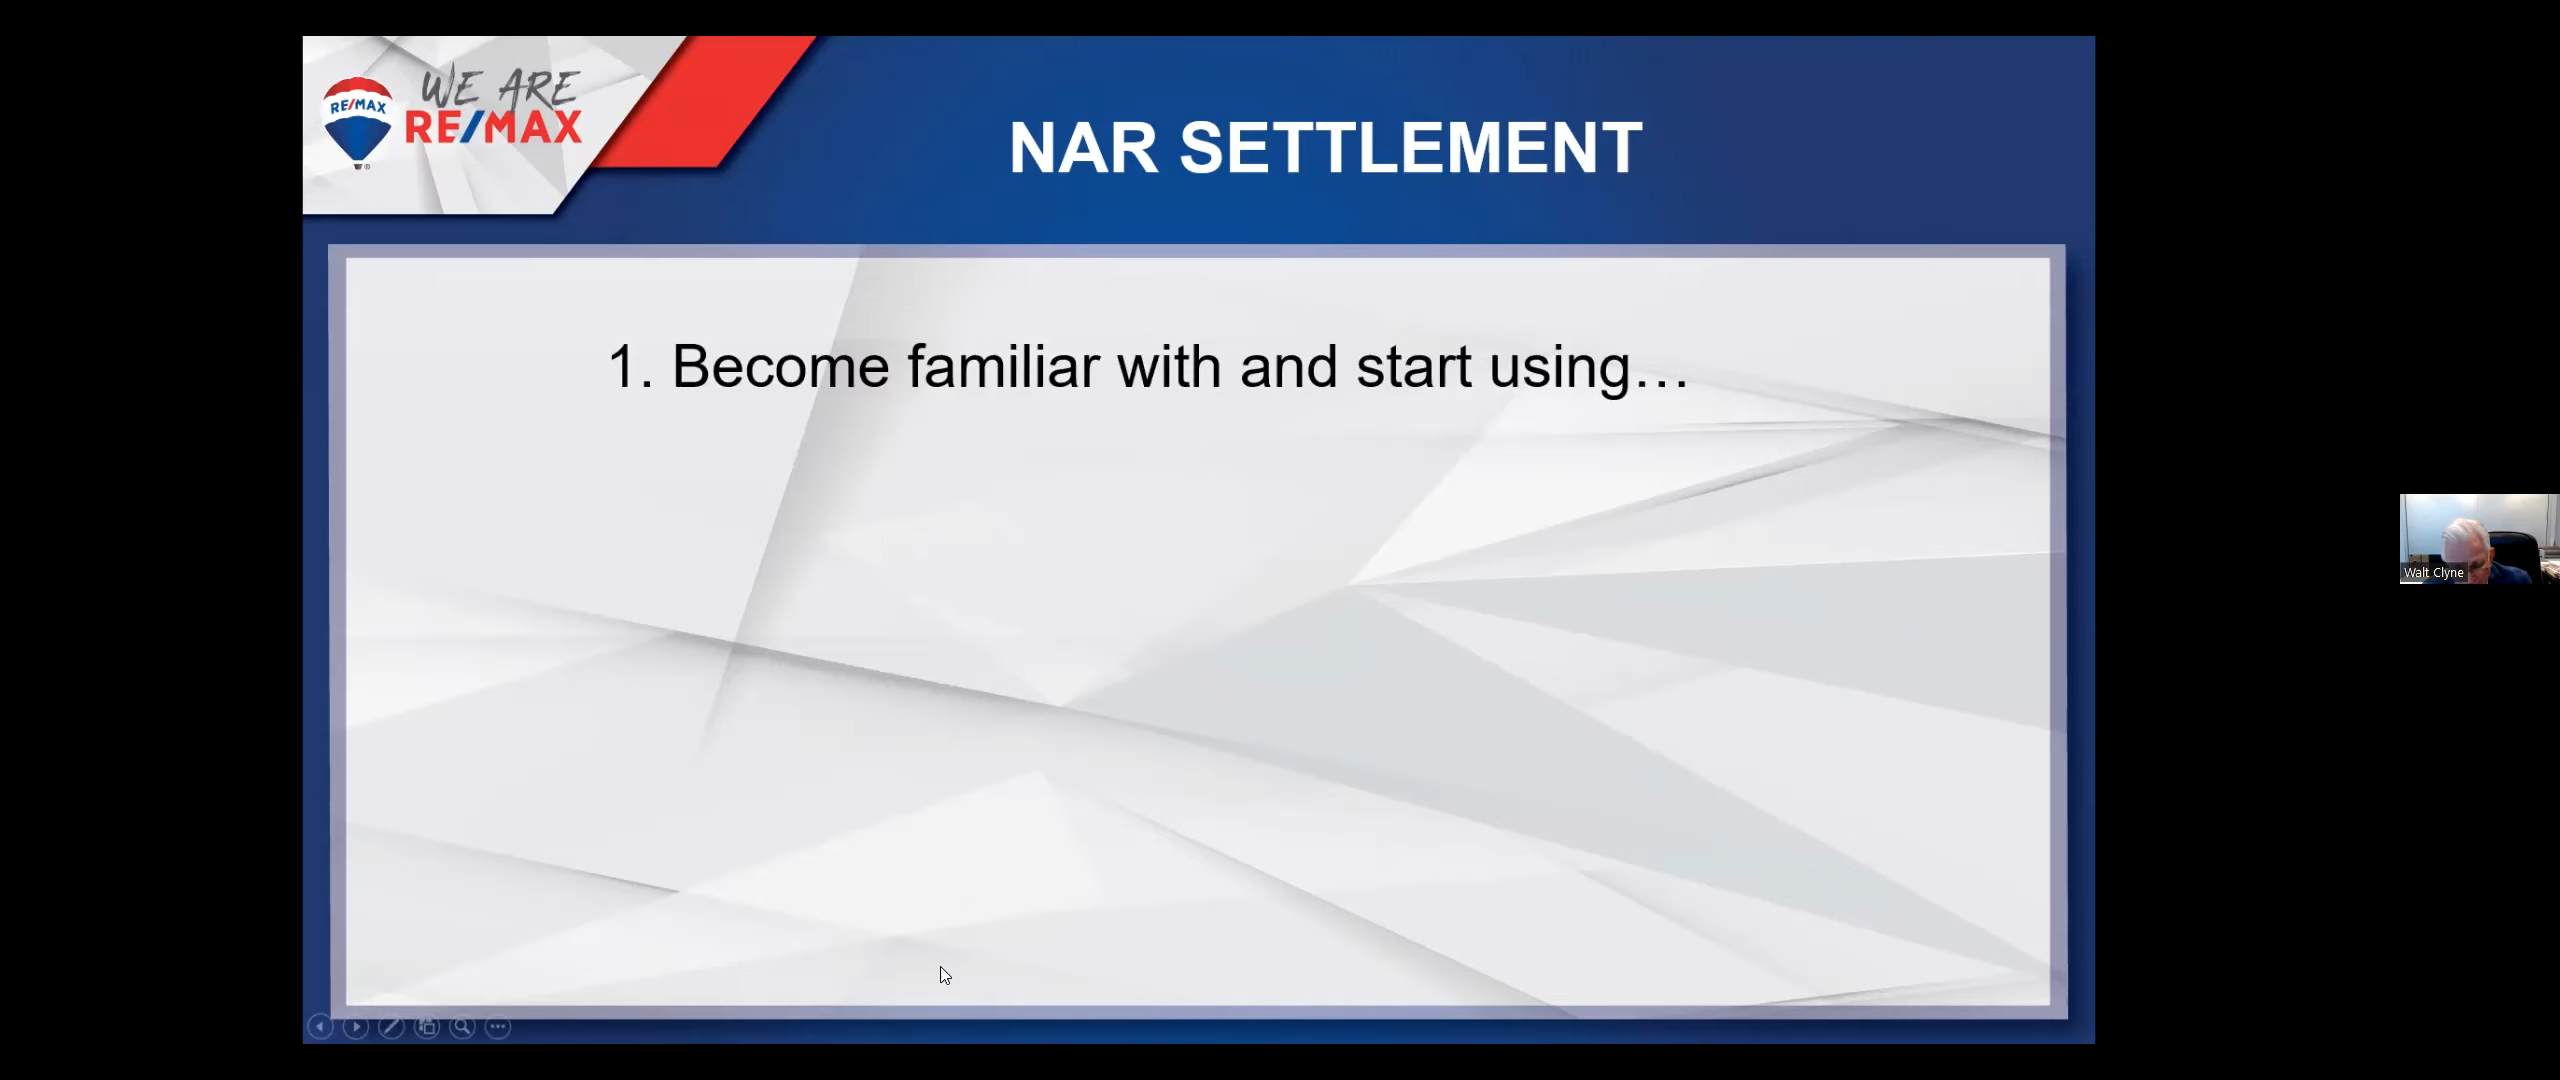 WE ARE
RE/MAX
RE/MAX
NAR SETTLEMENT
1. Become familiar with and start using…
Walt Clyne